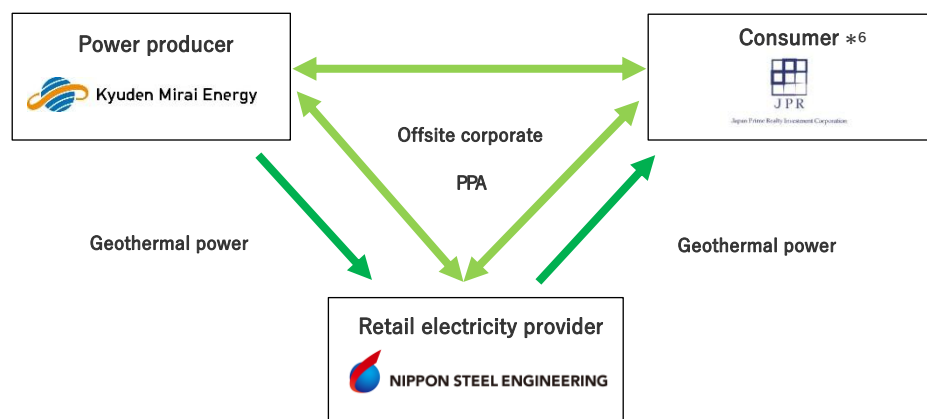 Power producer
Kyuden Mirai Energy
Consumer *6
JPR
Japan Prime Realty Investment Corporation
Offsite corporate
PPA
Geothermal power
Geothermal power
Retail electricity provider
NIPPON STEEL ENGINEERING